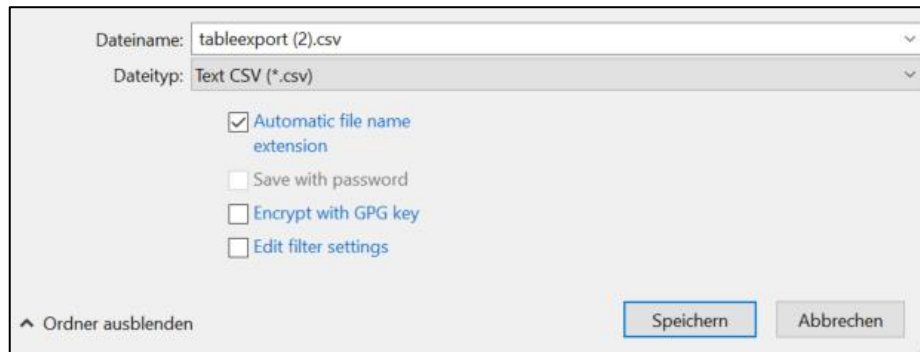 Dateiname: tableexport (2).csv
Dateityp: Text CSV (*.csv)
Automatic file name
extension
Save with password
Encrypt with GPG key
Edit filter settings
Ordner ausblenden Speichern Abbrechen